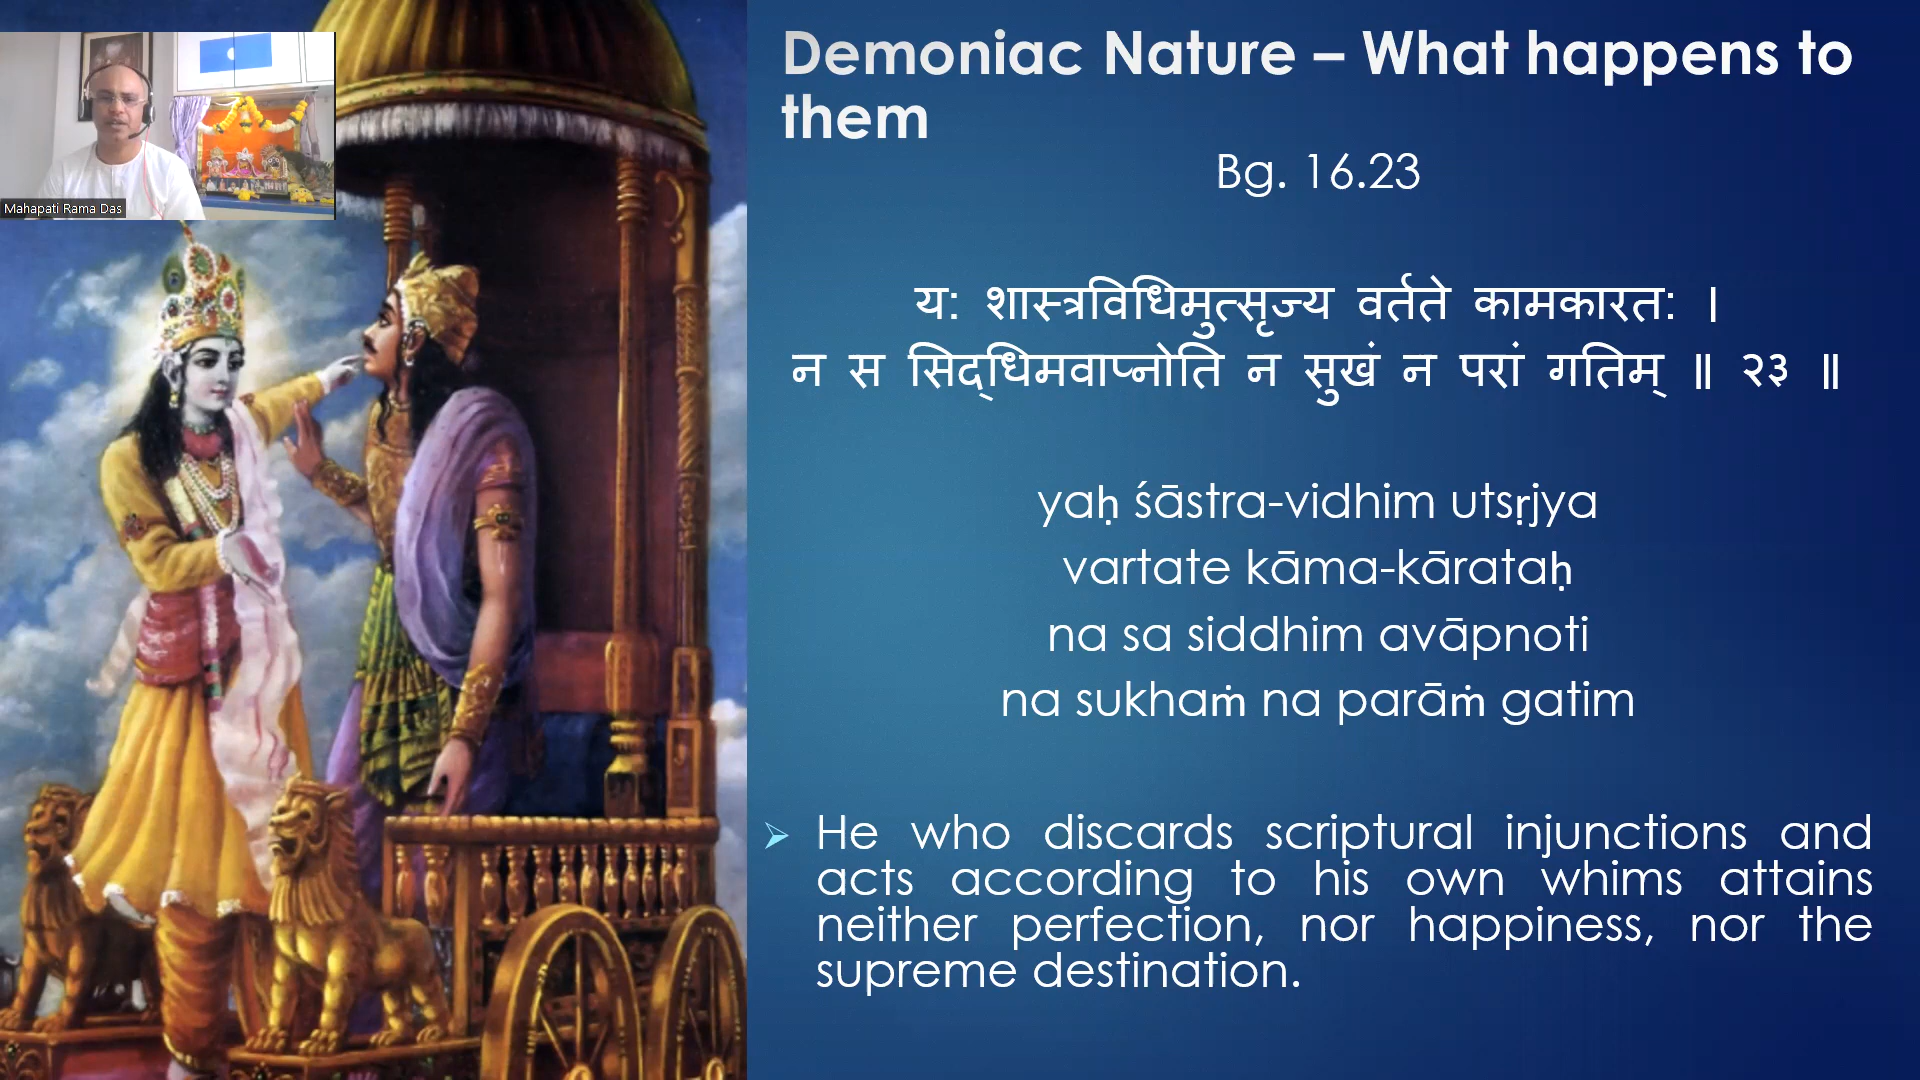 Demoniac Nature – What happens to
them
Bg. 16.23
Mahapati Rama Das
य: शास्त्रविधिमुत्सृज्य वर्तते कामकारत: ।
न स सिद्‍धिमवाप्‍नोति न सुखं न परां गतिम् ॥ २३ ॥
yaḥ śāstra-vidhim utsṛjya
vartate kāma-kārataḥ
na sa siddhim avāpnoti
na sukhaṁ na parāṁ gatim
➢ He who discards scriptural injunctions and
acts according to his own whims attains
neither perfection, nor happiness, nor the
supreme destination.